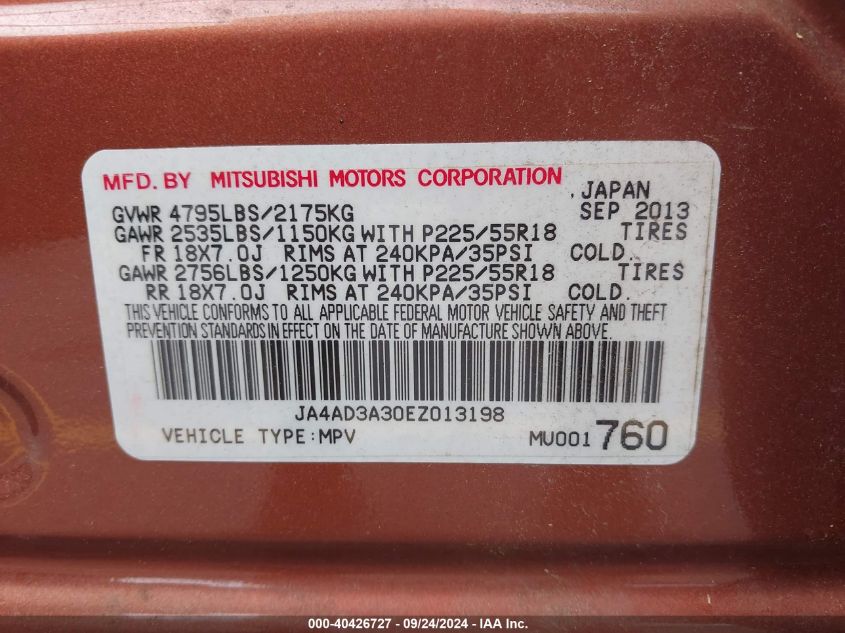 MFD. BY MITSUBISHI MOTORS CORPORATION
. JAPAN
GVWR 4795LBS/2175KG SEP 2013
GAWR 2535LBS/1150KG WITH P225/55R18 TIRES
FR 18X7.0J RIMS AT 240KPA/35PSI COLD.
GAWR 2756LBS/1250KG WITH P225/55R18 TIRES
RR 18X7.0J RIMS AT 240KPA/35PSI COLD.
THIS VEHICLE CONFORMS TO ALL APPLICABLE FEDERAL MOTOR VEHICLE SAFETY AND THEFT
PREVENTION STANDARDS IN EFFECT ON THE DATE OF MANUFACTURE SHOWN ABOVE.
JA4AD3A30EZ013198
VEHICLE TYPE:MPV MU001 760
000-40426727 - 09/24/2024 - IAA Inc.